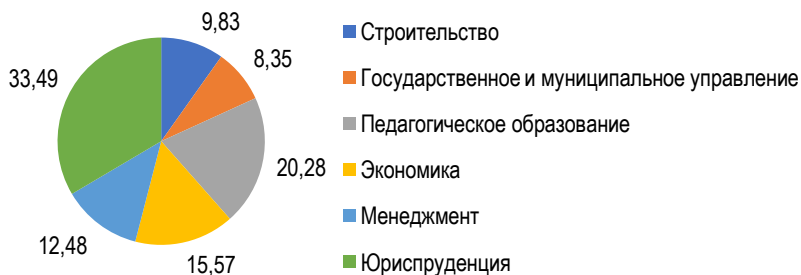 9,83
8,35
20,28
15,57
12,48
33,49
Строительство
Государственное и муниципальное управление
Педагогическое образование
Экономика
Менеджмент
Юриспруденция